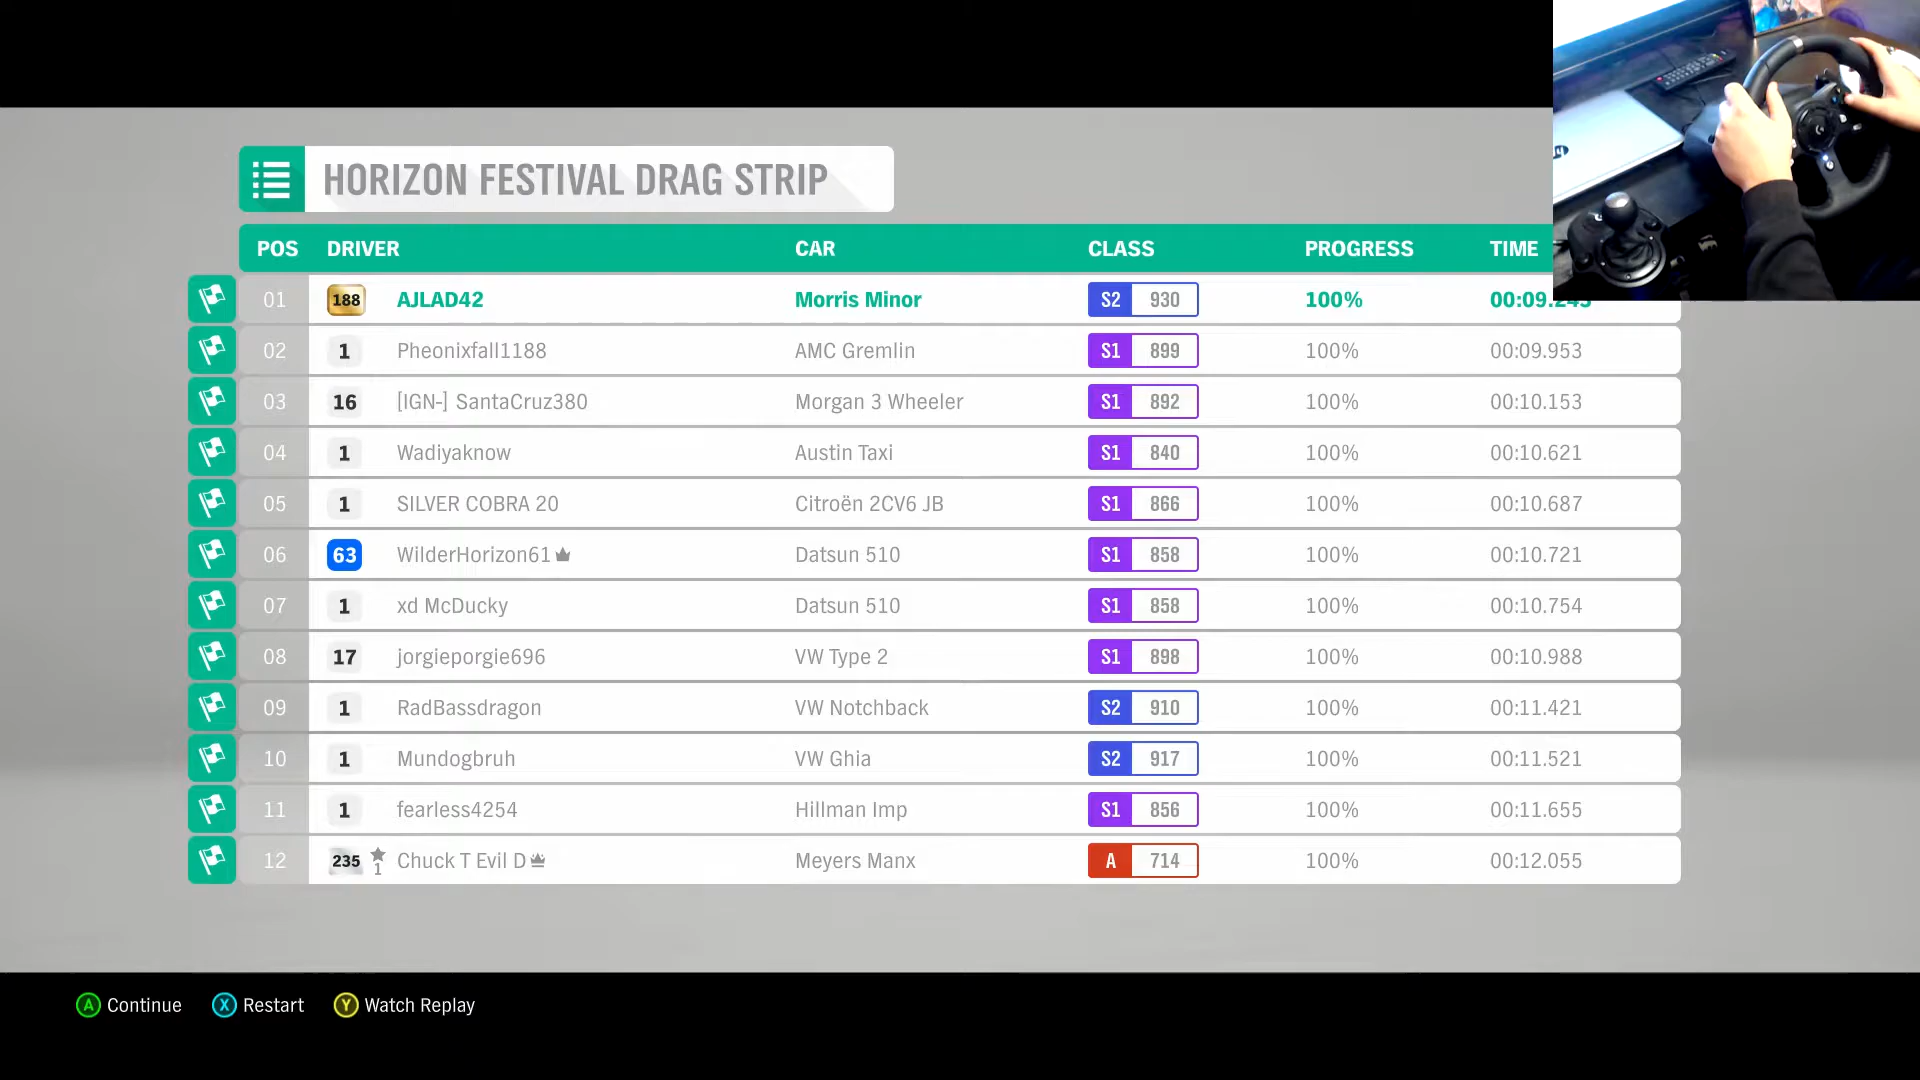 HORIZON FESTIVAL DRAG STRIP
POS DRIVER CAR CLASS PROGRESS TIME
01 188 AJLAD42 Morris Minor S2 930 100%
02 1 Pheonixfall1188 AMC Gremlin S1 899 100% 00:09.953
03 16 [IGN-] SantaCruz380 Morgan 3 Wheeler S1 892 100% 00:10.153
04 1 Wadiyaknow Austin Taxi S1 840 100% 00:10.621
05 1 SILVER COBRA 20 Citroën 2CV6 JB S1 866 100% 00:10.687
06 63 WilderHorizon61 Datsun 510 S1 858 100% 00:10.721
07 1 xd McDucky Datsun 510 S1 858 100% 00:10.754
08 17 jorgieporgie696 VW Type 2 S1 898 100% 00:10.988
09 1 RadBassdragon VW Notchback S2 910 100% 00:11.421
10 1 Mundogbruh VW Ghia S2 917 100% 00:11.521
11 1 fearless4254 Hillman Imp S1 856 100% 00:11.655
12 235 1 Chuck T Evil D Meyers Manx A 714 100% 00:12.055
A Continue X Restart Y Watch Replay